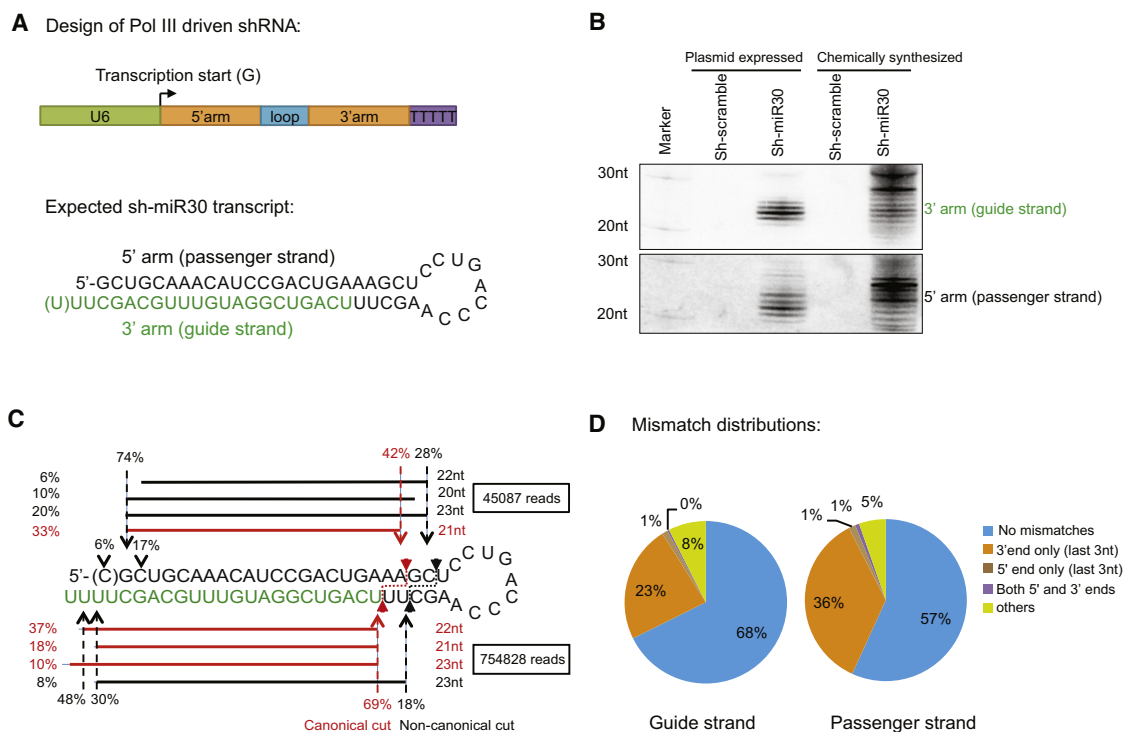 A Design of Pol III driven shRNA:
Transcription start (G)
U6 5'arm loop 3'arm TTTTT
Expected sh-miR30 transcript:
5' arm (passenger strand)
5'-GCUGCAAACAUCCGACUGAAAGCU CCUGACCCCA
(U)UUCGACGUUUGUAGGCUGACUUUCGA
3' arm (guide strand)
B
Plasmid expressed Chemically synthesized
Marker Sh-scramble Sh-miR30 Sh-scramble Sh-miR30
30nt
3' arm (guide strand)
20nt
30nt
5' arm (passenger strand)
20nt
C
74% 42% 28%
6% 22nt
10% 20nt
20% 23nt
33% 21nt
45087 reads
6% 17%
5'- (C)GCUGCAAACAUCCGACUGAAAGCU CCUGACCCCA
UUUUCGACGUUUGUAGGCUGACUUUCGA
37% 22nt
18% 21nt
10% 23nt
8% 23nt
754828 reads
48% 30% 69% 18%
Canonical cut Non-canonical cut
D Mismatch distributions:
1% 0% 8% 23% 68%
1% 1% 5% 36% 57%
No mismatches
3'end only (last 3nt)
5' end only (last 3nt)
Both 5' and 3' ends
others
Guide strand Passenger strand